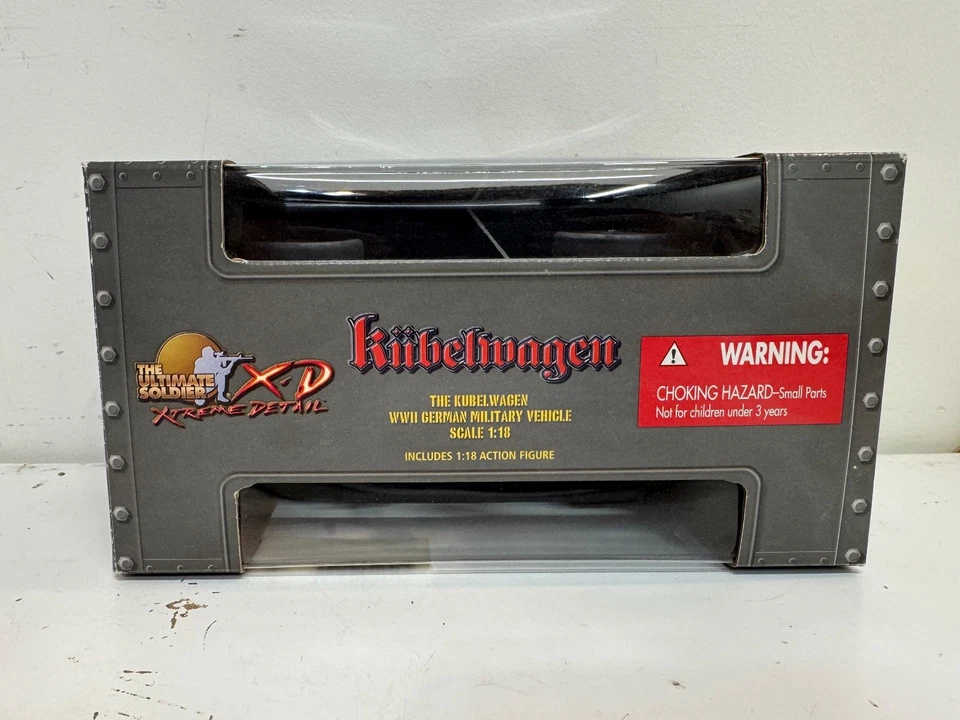 THE
ULTIMATE
SOLDIER
X-D
XTREME DETAIL
Kübelwagen
THE KUBELWAGEN
WWII GERMAN MILITARY VEHICLE
SCALE 1:18
INCLUDES 1:18 ACTION FIGURE
WARNING:
CHOKING HAZARD–Small Parts
Not for children under 3 years